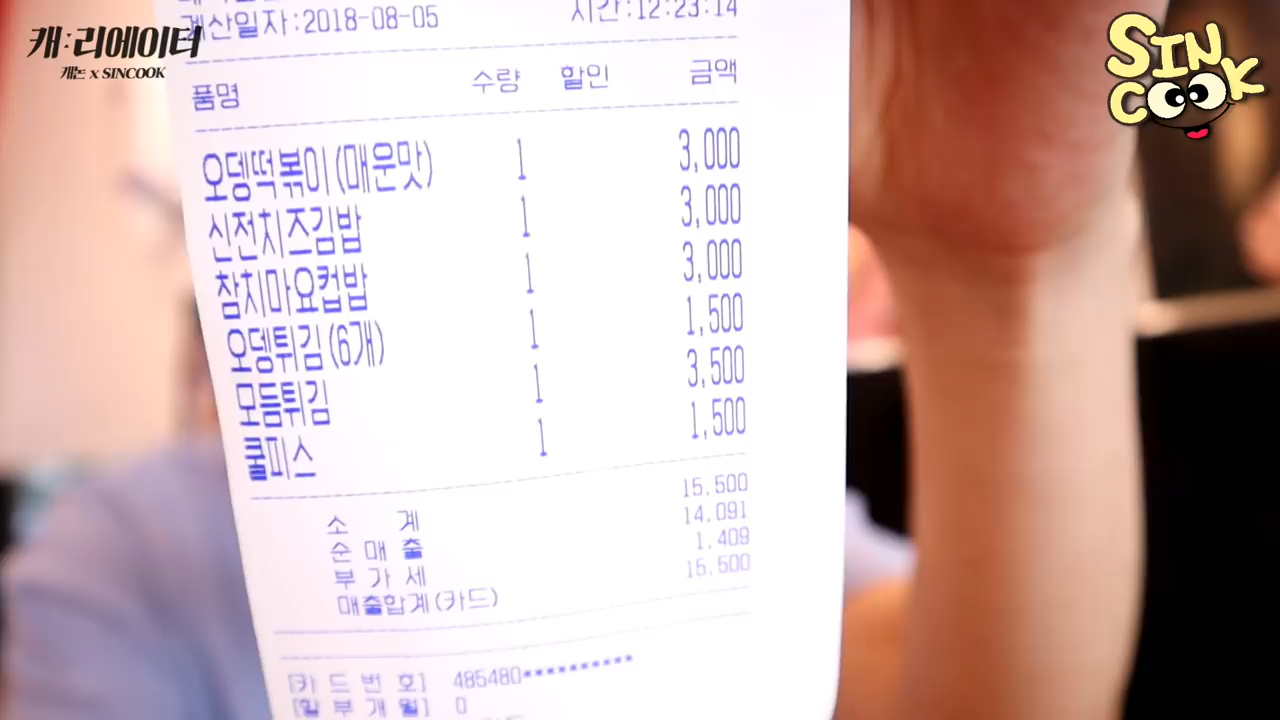 캐:리에이터
캐논 x SINCOOK
SIN
COOK
계산일자:2018-08-05 시간:12:23:14
품명 수량 할인 금액
오뎅떡볶이(매운맛) 1 3,000
신전치즈김밥 1 3,000
참치마요컵밥 1 3,000
오뎅튀김(6개) 1 1,500
모듬튀김 1 3,500
쿨피스 1 1,500
소 계 15,500
순 매 출 14,091
부 가 세 1,409
매출합계(카드) 15,500
[카 드 번 호] 485480**********
[할 부 개 월] 0